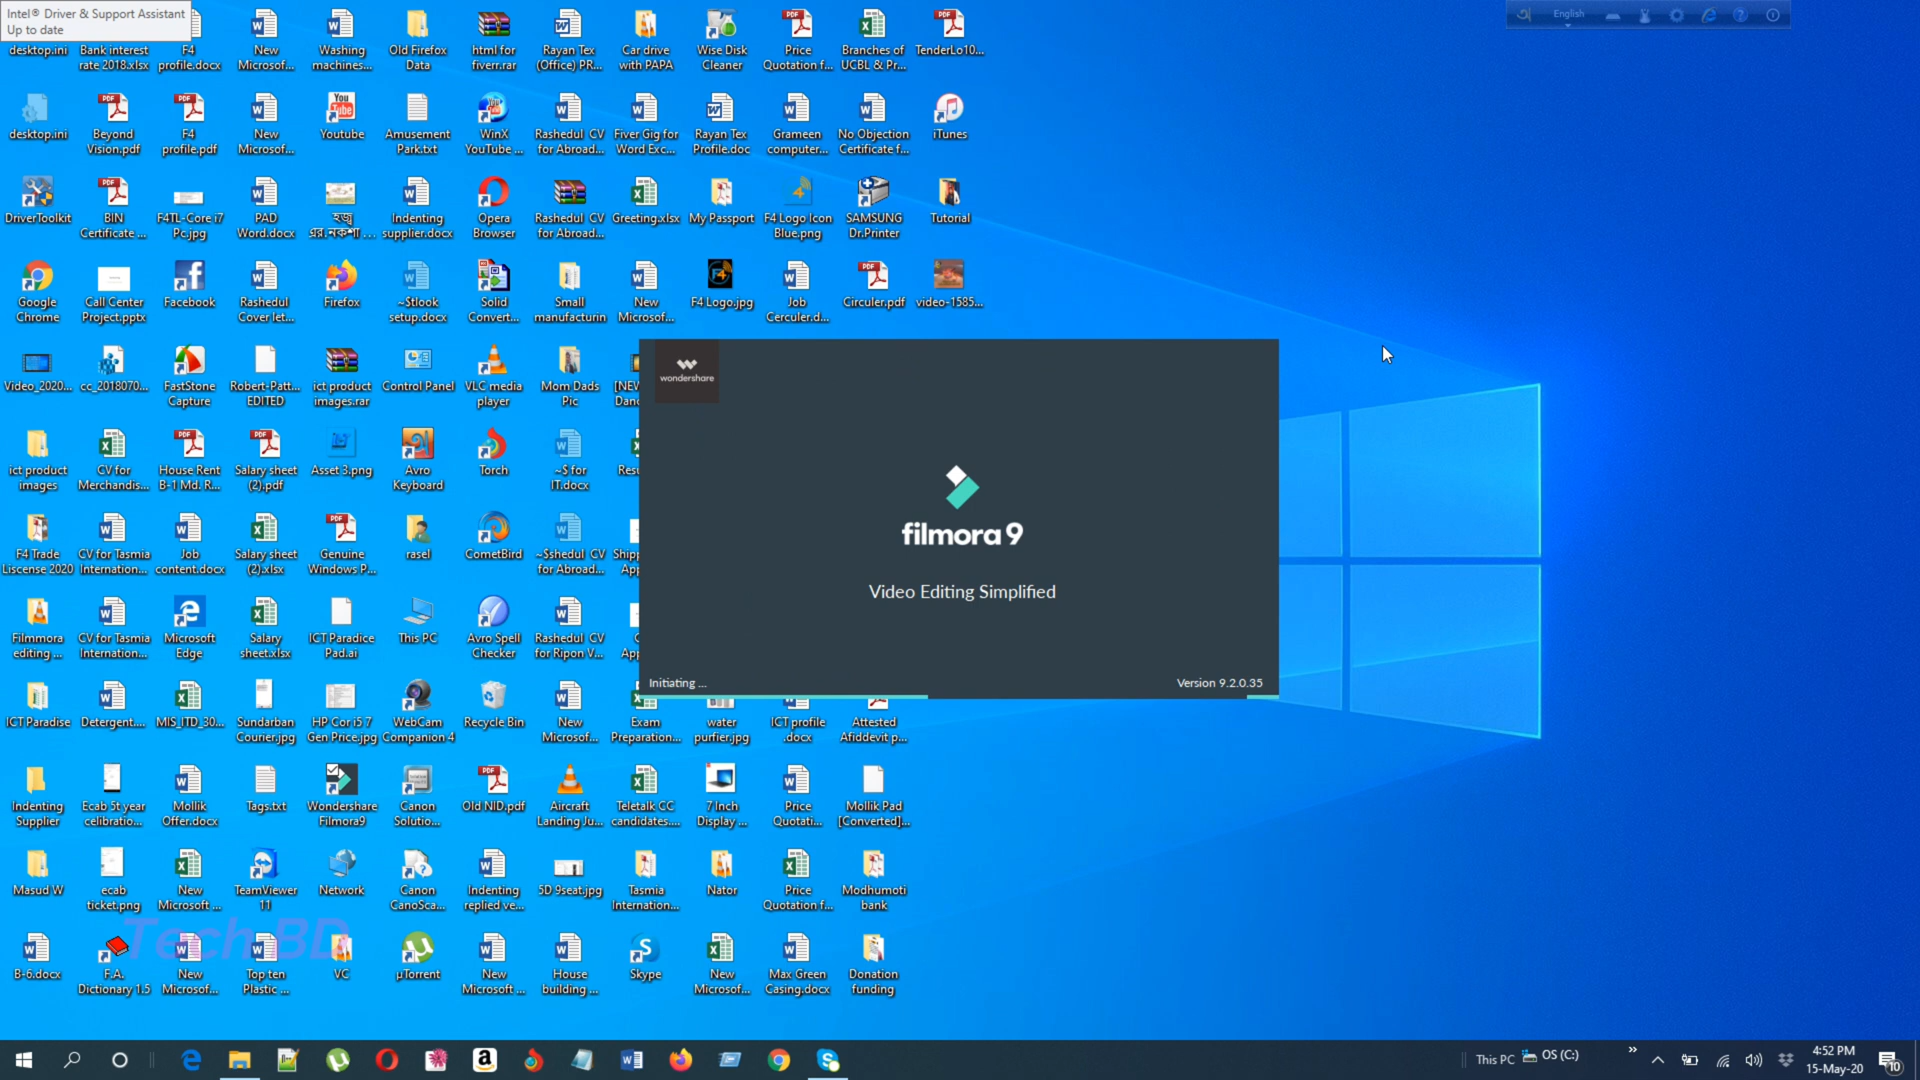 Intel® Driver & Support Assistant
Up to date
English
desktop.ini
Bank interest
rate 2018.xlsx
F4
profile.docx
New
Microsof...
Washing
machines...
Old Firefox
Data
html for
fiverr.rar
Rayan Tex
(Office) PR...
Car drive
with PAPA
Wise Disk
Cleaner
Price
Quotation f...
Branches of
UCBL & Pr...
TenderLo10...
desktop.ini
Beyond
Vision.pdf
F4
profile.pdf
New
Microsof...
Youtube
Amusement
Park.txt
WinX
YouTube ...
Rashedul CV
for Abroad...
Fiver Gig for
Word Exc...
Rayan Tex
Profile.doc
Grameen
computer...
No Objection
Certificate f...
iTunes
DriverToolkit
BIN
Certificate ...
F4TL-Core i7
Pc.jpg
PAD
Word.docx
হজ্ব
এর.নকশা ...
Indenting
supplier.docx
Opera
Browser
Rashedul CV
for Abroad...
Greeting.xlsx
My Passport
F4 Logo Icon
Blue.png
SAMSUNG
Dr.Printer
Tutorial
Google
Chrome
Call Center
Project.pptx
Facebook
Rashedul
Cover let...
Firefox
~$tlook
setup.docx
Solid
Convert...
Small
manufacturin
New
Microsof...
F4 Logo.jpg
Job
Cerculer.d...
Circuler.pdf
video-1585...
Video_2020...
cc_2018070...
FastStone
Capture
Robert-Patt...
EDITED
ict product
images.rar
Control Panel
VLC media
player
Mom Dads
Pic
[NEW
Danc
wondershare
ict product
images
CV for
Merchandis...
House Rent
B-1 Md. R...
Salary sheet
(2).pdf
Asset 3.png
Avro
Keyboard
Torch
~$ for
IT.docx
Resu
filmora 9
Video Editing Simplified
F4 Trade
Liscense 2020
CV for Tasmia
Internation...
Job
content.docx
Salary sheet
(2).xlsx
Genuine
Windows P...
rasel
CometBird
~$shedul CV
for Abroad...
Shipp
App
Filmmora
editing ...
CV for Tasmia
Internation...
Microsoft
Edge
Salary
sheet.xlsx
ICT Paradice
Pad.ai
This PC
Avro Spell
Checker
Rashedul CV
for Ripon V...
Initiating ...
Version 9.2.0.35
ICT Paradise
Detergent....
MIS_ITD_30...
Sundarban
Courier.jpg
HP Cor i5 7
Gen Price.jpg
WebCam
Companion 4
Recycle Bin
New
Microsof...
Exam
Preparation...
water
purfier.jpg
ICT profile
.docx
Attested
Afiddevit p...
Indenting
Supplier
Ecab 5t year
celibratio...
Mollik
Offer.docx
Tags.txt
Wondershare
Filmora9
Canon
Solutio...
Old NID.pdf
Aircraft
Landing Ju...
Teletalk CC
candidates....
7 Inch
Display ...
Price
Quotati...
Mollik Pad
[Converted]...
Masud W
ecab
ticket.png
New
Microsoft ...
TeamViewer
11
Network
Canon
CanoSca...
Indenting
replied ve...
5D 9seat.jpg
Tasmia
Internation...
Nator
Price
Quotation f...
Modhumoti
bank
Tech BD
B-6.docx
F.A.
Dictionary 1.5
New
Microsof...
Top ten
Plastic ...
VC
µTorrent
New
Microsoft ...
House
building ...
Skype
New
Microsof...
Max Green
Casing.docx
Donation
funding
This PC
OS (C:)
4:52 PM
15-May-20
10